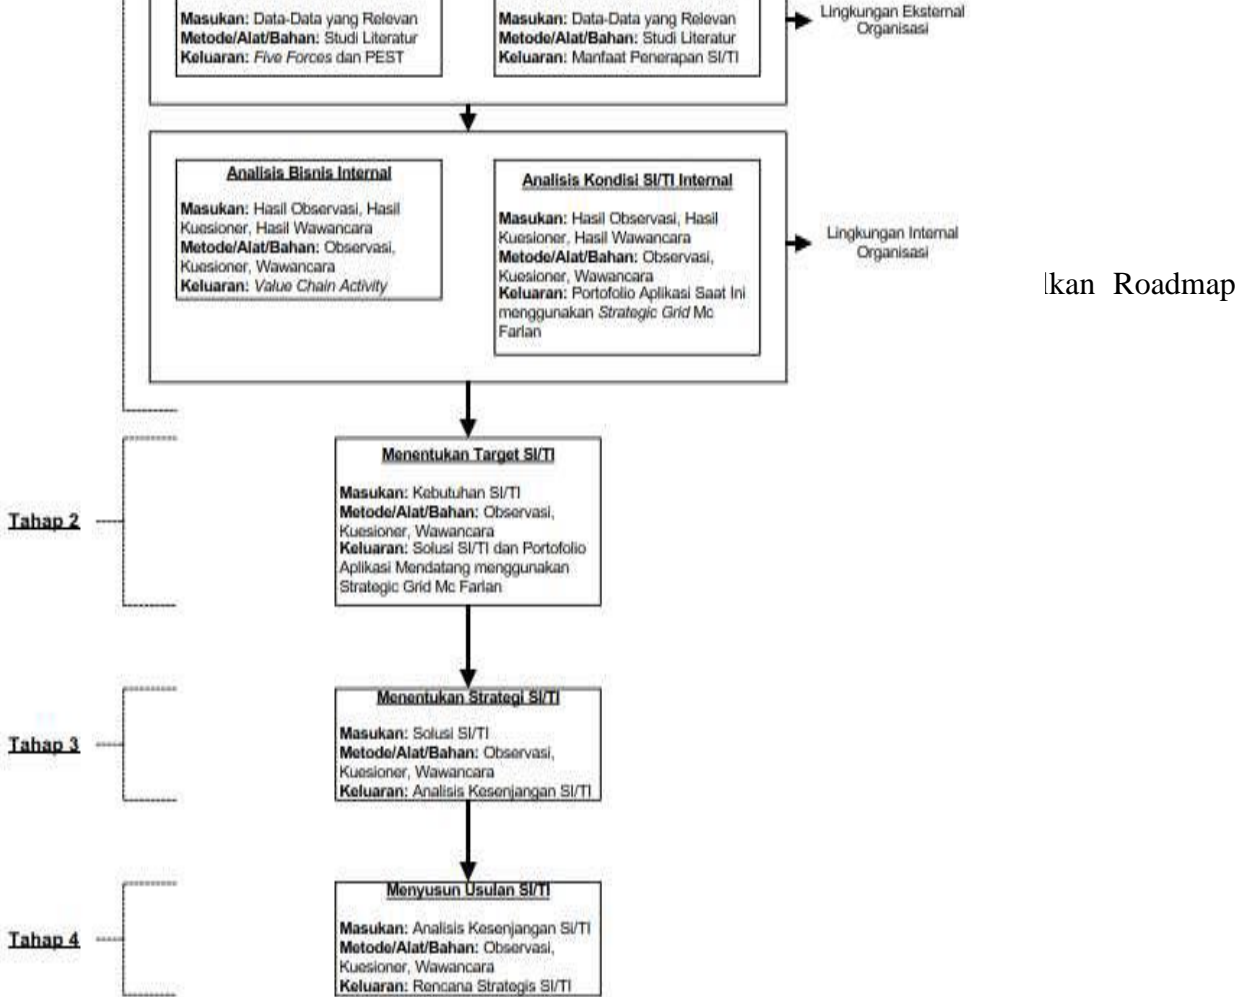 Masukan: Data-Data yang Relevan
Metode/Alat/Bahan: Studi Literatur
Keluaran: Five Forces dan PEST
Masukan: Data-Data yang Relevan
Metode/Alat/Bahan: Studi Literatur
Keluaran: Manfaat Penerapan SI/TI
Lingkungan Eksternal
Organisasi
Analisis Bisnis Internal
Masukan: Hasil Observasi, Hasil
Kuesioner, Hasil Wawancara
Metode/Alat/Bahan: Observasi,
Kuesioner, Wawancara
Keluaran: Value Chain Activity
Analisis Kondisi SI/TI Internal
Masukan: Hasil Observasi, Hasil
Kuesioner, Hasil Wawancara
Metode/Alat/Bahan: Observasi,
Kuesioner, Wawancara
Keluaran: Portofolio Aplikasi Saat Ini
menggunakan Strategic Grid Mc
Farlan
Lingkungan Internal
Organisasi
lkan Roadmap
Tahap 2
Menentukan Target SI/TI
Masukan: Kebutuhan SI/TI
Metode/Alat/Bahan: Observasi,
Kuesioner, Wawancara
Keluaran: Solusi SI/TI dan Portofolio
Aplikasi Mendatang menggunakan
Strategic Grid Mc Farlan
Tahap 3
Menentukan Strategi SI/TI
Masukan: Solusi SI/TI
Metode/Alat/Bahan: Observasi,
Kuesioner, Wawancara
Keluaran: Analisis Kesenjangan SI/TI
Tahap 4
Menyusun Usulan SI/TI
Masukan: Analisis Kesenjangan SI/TI
Metode/Alat/Bahan: Observasi,
Kuesioner, Wawancara
Keluaran: Rencana Strategis SI/TI